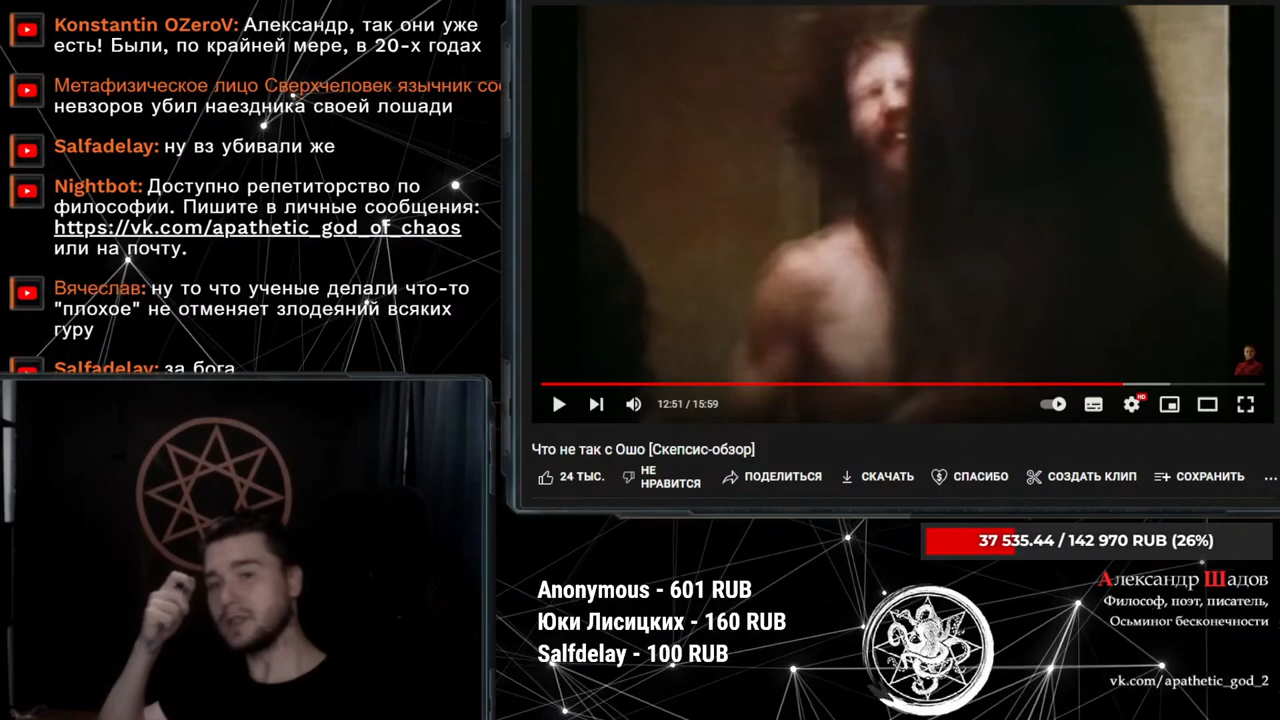 Konstantin OZeroV: Александр, так они уже
есть! Были, по крайней мере, в 20-х годах
Метафизическое лицо Сверхчеловек язычник со
невзоров убил наездника своей лошади
Salfadelay: ну вз убивали же
Nightbot: Доступно репетиторство по
философии. Пишите в личные сообщения:
https://vk.com/apathetic_god_of_chaos
или на почту.
Вячеслав: ну то что ученые делали что-то
"плохое" не отменяет злодеяний всяких
гуру
Salfadelay: за бога
12:51 / 15:59
HD
Что не так с Ошо [Скепсис-обзор]
24 ТЫС.
НЕ
НРАВИТСЯ
ПОДЕЛИТЬСЯ
СКАЧАТЬ
СПАСИБО
СОЗДАТЬ КЛИП
СОХРАНИТЬ
...
37 535.44 / 142 970 RUB (26%)
Anonymous - 601 RUB
Юки Лисицких - 160 RUB
Salfdelay - 100 RUB
Александр Шадов
Философ, поэт, писатель,
Осьминог бесконечности
vk.com/apathetic_god_2